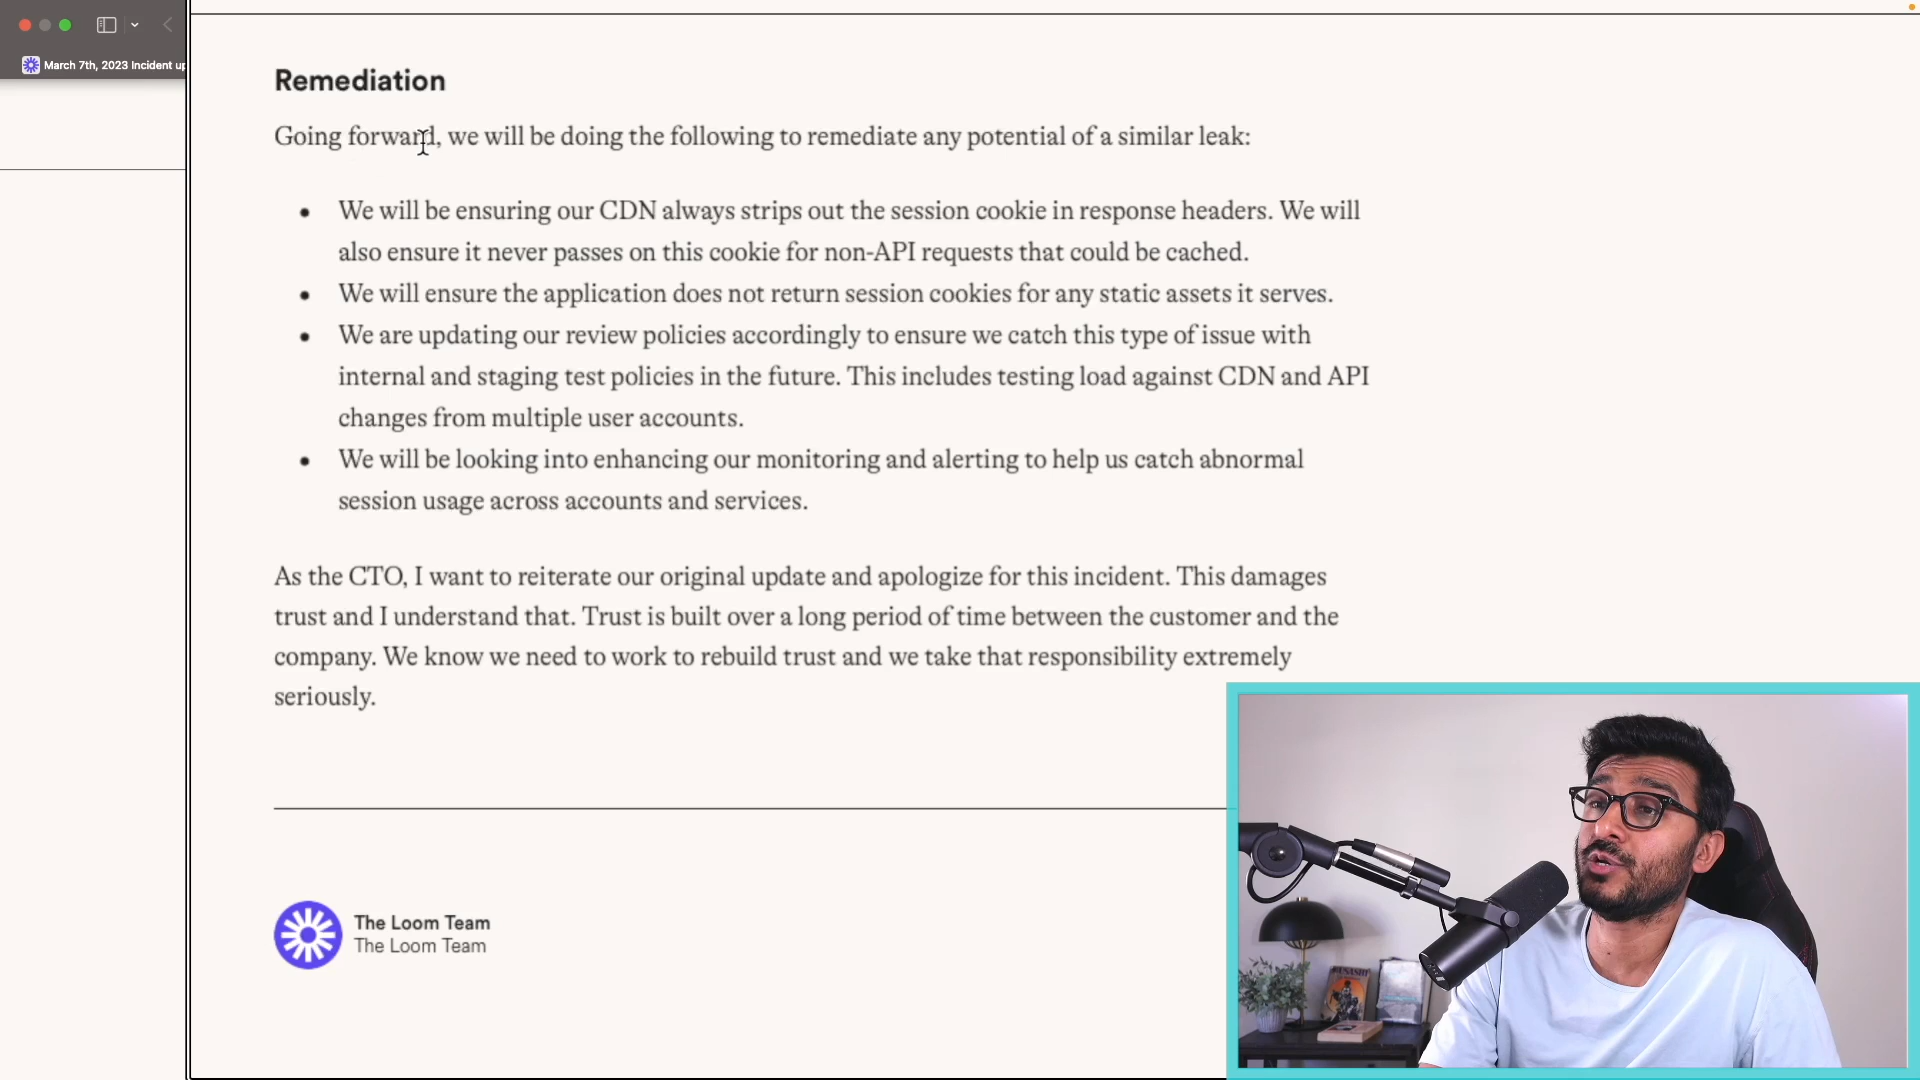 March 7th, 2023 Incident up
Remediation
Going forward, we will be doing the following to remediate any potential of a similar leak:
• We will be ensuring our CDN always strips out the session cookie in response headers. We will
also ensure it never passes on this cookie for non-API requests that could be cached.
• We will ensure the application does not return session cookies for any static assets it serves.
• We are updating our review policies accordingly to ensure we catch this type of issue with
internal and staging test policies in the future. This includes testing load against CDN and API
changes from multiple user accounts.
• We will be looking into enhancing our monitoring and alerting to help us catch abnormal
session usage across accounts and services.
As the CTO, I want to reiterate our original update and apologize for this incident. This damages
trust and I understand that. Trust is built over a long period of time between the customer and the
company. We know we need to work to rebuild trust and we take that responsibility extremely
seriously.
The Loom Team
The Loom Team